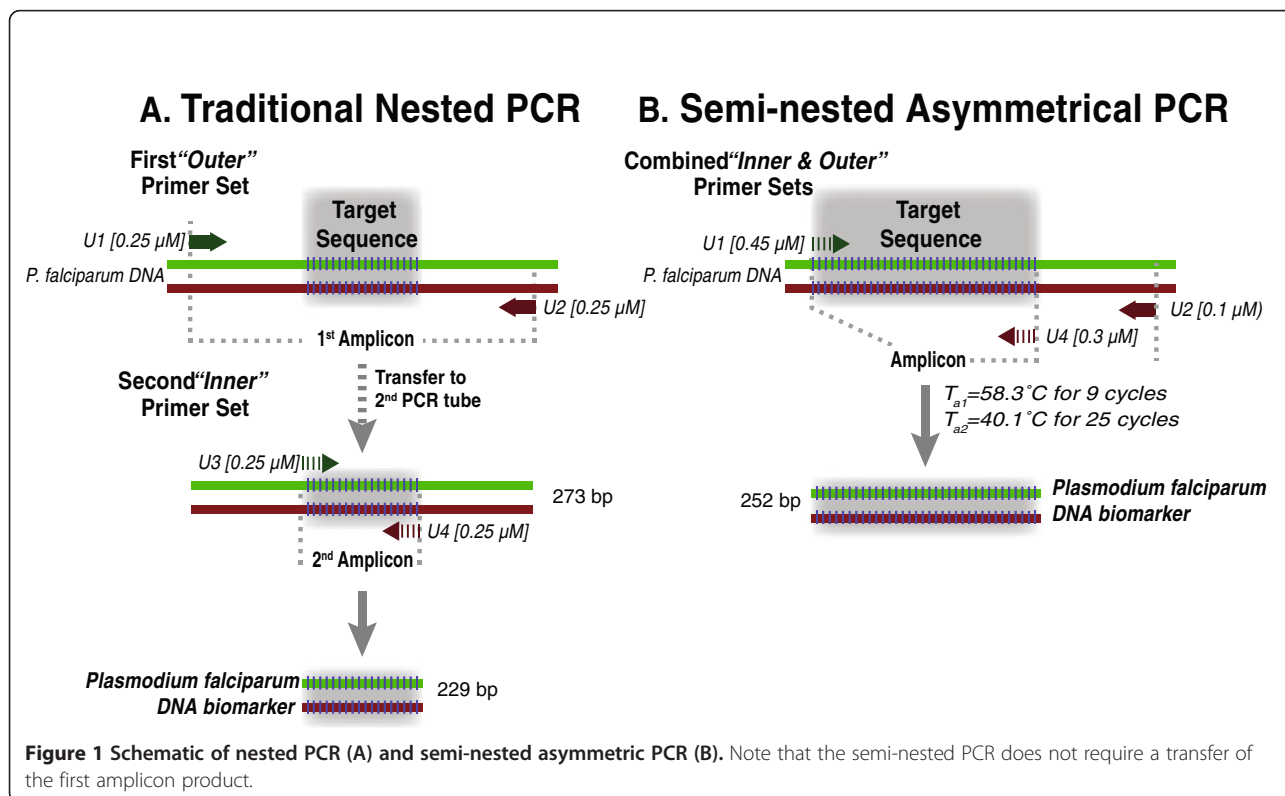 A. Traditional Nested PCR
First“Outer”
Primer Set
Target
Sequence
U1 [0.25 µM]
P. falciparum DNA
U2 [0.25 µM]
1st Amplicon
Second“Inner”
Primer Set
Transfer to
2nd PCR tube
U3 [0.25 µM]
273 bp
U4 [0.25 µM]
2nd Amplicon
Plasmodium falciparum
DNA biomarker
229 bp
B. Semi-nested Asymmetrical PCR
Combined“Inner & Outer”
Primer Sets
Target
Sequence
U1 [0.45 µM]
P. falciparum DNA
U2 [0.1 µM)
U4 [0.3 µM]
Amplicon
Ta1=58.3˚C for 9 cycles
Ta2=40.1˚C for 25 cycles
252 bp
Plasmodium falciparum
DNA biomarker
Figure 1 Schematic of nested PCR (A) and semi-nested asymmetric PCR (B). Note that the semi-nested PCR does not require a transfer of
the first amplicon product.